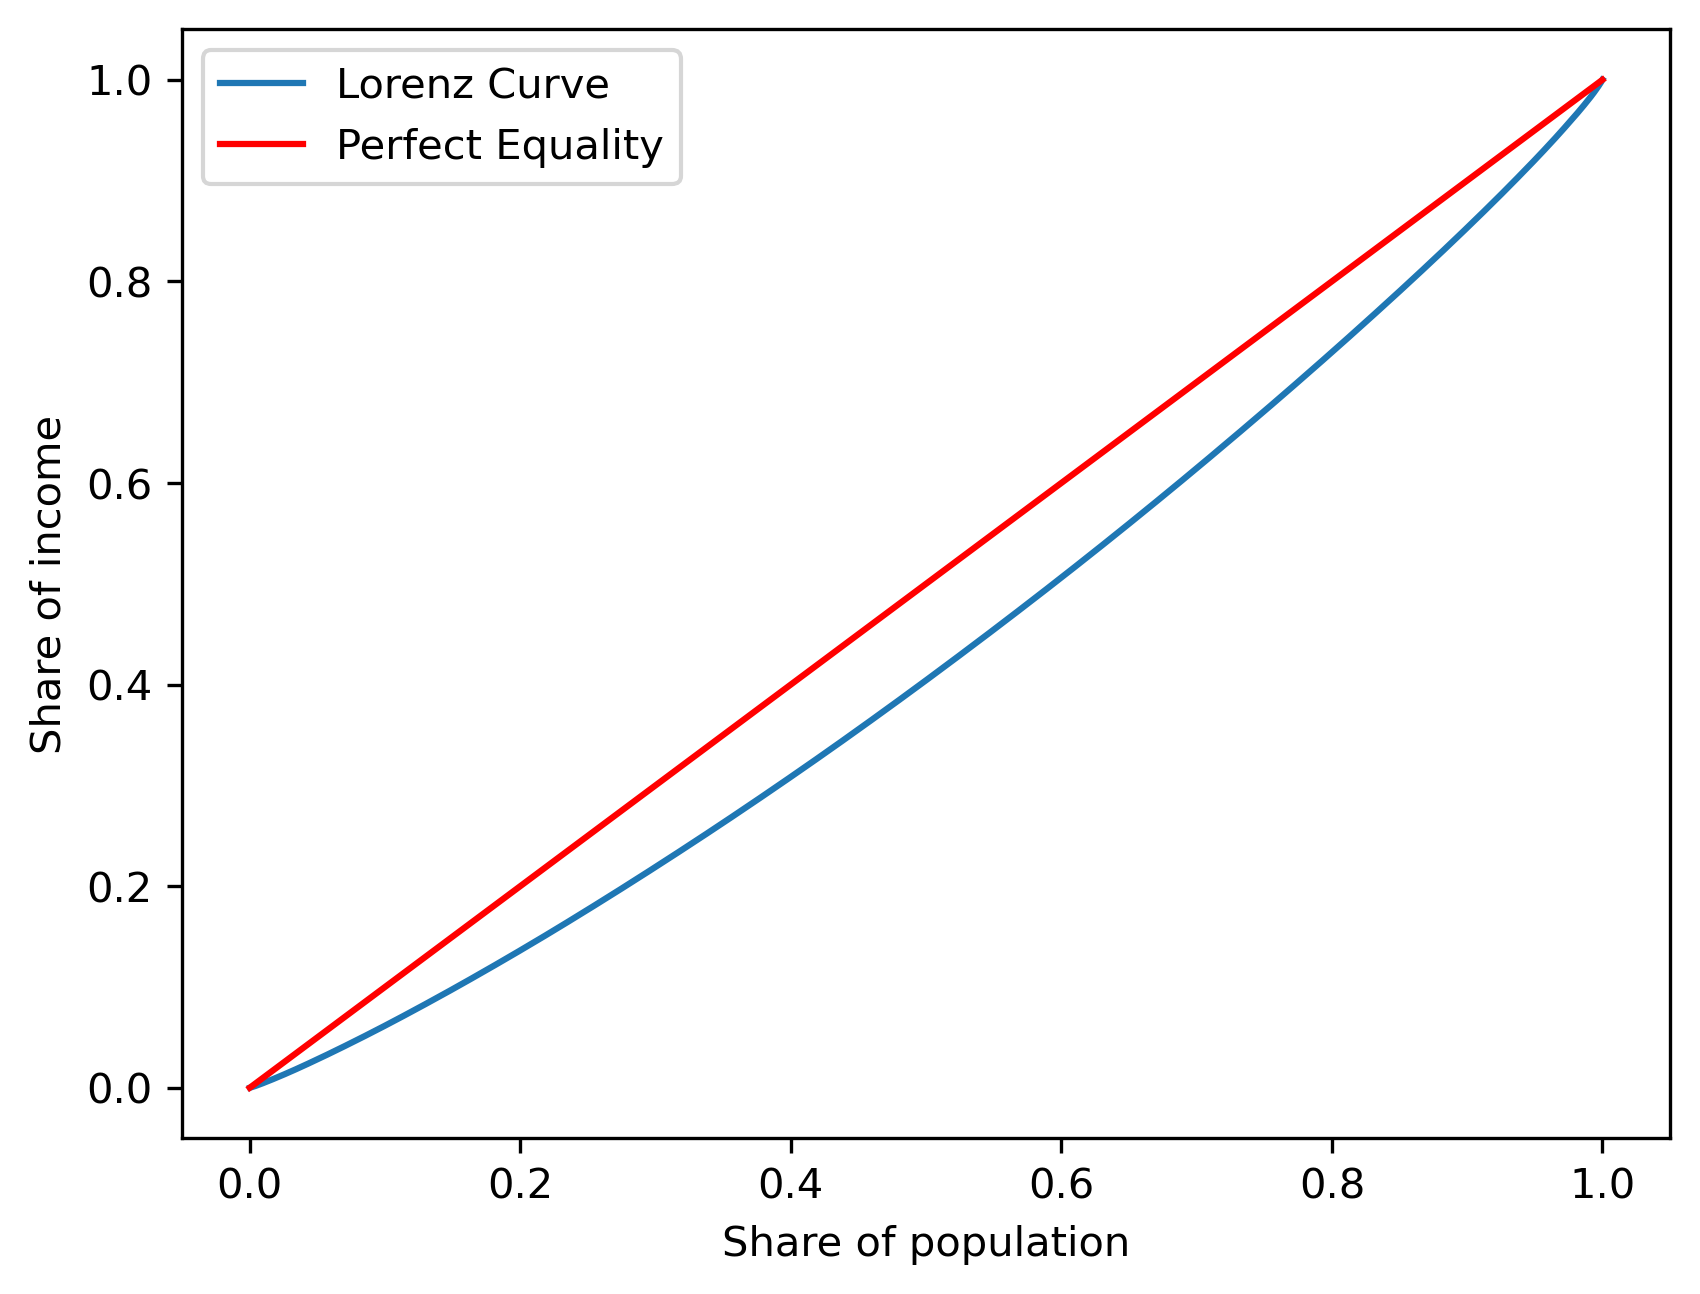 Lorenz Curve
Perfect Equality
1.0
0.8
0.6
0.4
0.2
0.0
Share of income
0.0 0.2 0.4 0.6 0.8 1.0
Share of population